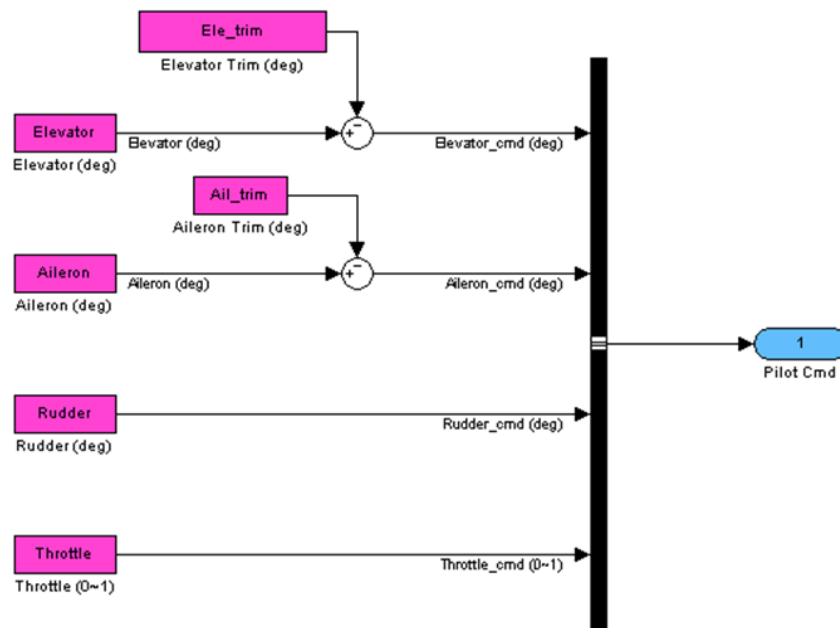 Ele_trim
Elevator Trim (deg)
Elevator
Elevator (deg)
Elevator (deg)
+ −
Elevator_cmd (deg)
Ail_trim
Aileron Trim (deg)
Aileron
Aileron (deg)
Aileron (deg)
+ −
Aileron_cmd (deg)
1
Pilot Cmd
Rudder
Rudder (deg)
Rudder_cmd (deg)
Throttle
Throttle (0~1)
Throttle_cmd (0~1)